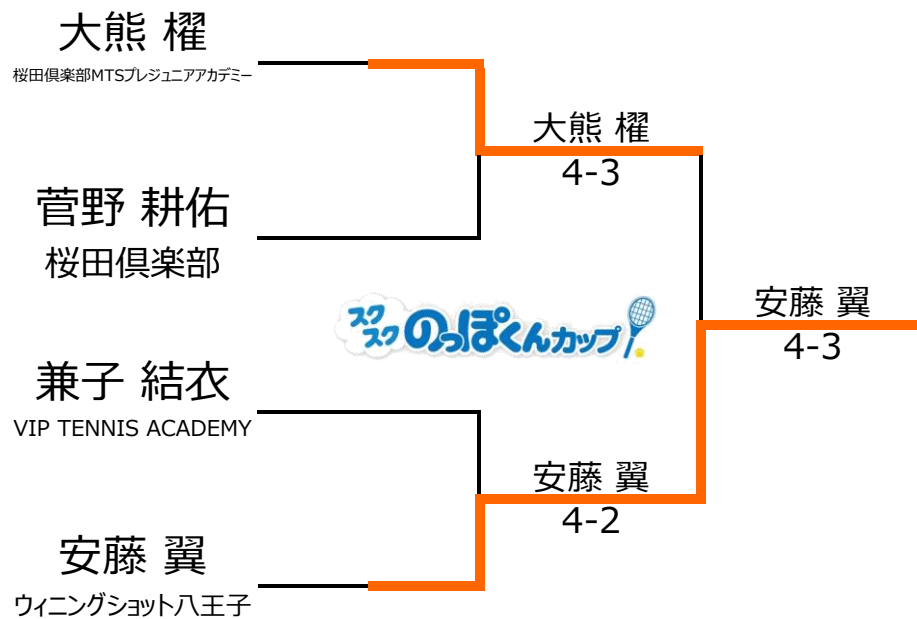 大熊 櫂
桜田倶楽部MTSプレジュニアアカデミー
大熊 櫂
4-3
菅野 耕佑
桜田倶楽部
スクスク のっぽくんカップ
安藤 翼
4-3
兼子 結衣
VIP TENNIS ACADEMY
安藤 翼
4-2
安藤 翼
ウィニングショット八王子